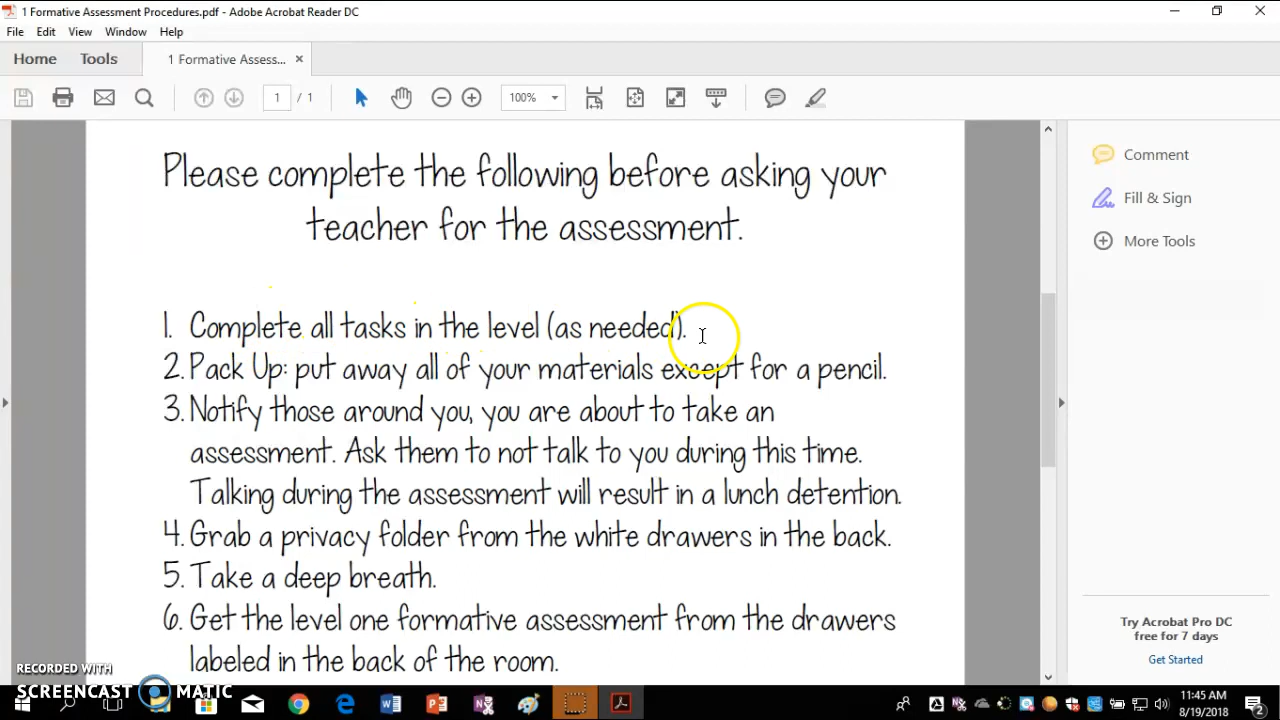 1 Formative Assessment Procedures.pdf - Adobe Acrobat Reader DC
File Edit View Window Help
Home Tools 1 Formative Assess... ×
1 / 1 100%
Please complete the following before asking your
teacher for the assessment.
1. Complete all tasks in the level (as needed).
2. Pack Up: put away all of your materials except for a pencil.
3. Notify those around you, you are about to take an
assessment. Ask them to not talk to you during this time.
Talking during the assessment will result in a lunch detention.
4. Grab a privacy folder from the white drawers in the back.
5. Take a deep breath.
6. Get the level one formative assessment from the drawers
labeled in the back of the room.
Comment
Fill & Sign
More Tools
Try Acrobat Pro DC
free for 7 days
Get Started
RECORDED WITH
SCREENCAST MATIC
11:45 AM
8/19/2018
2